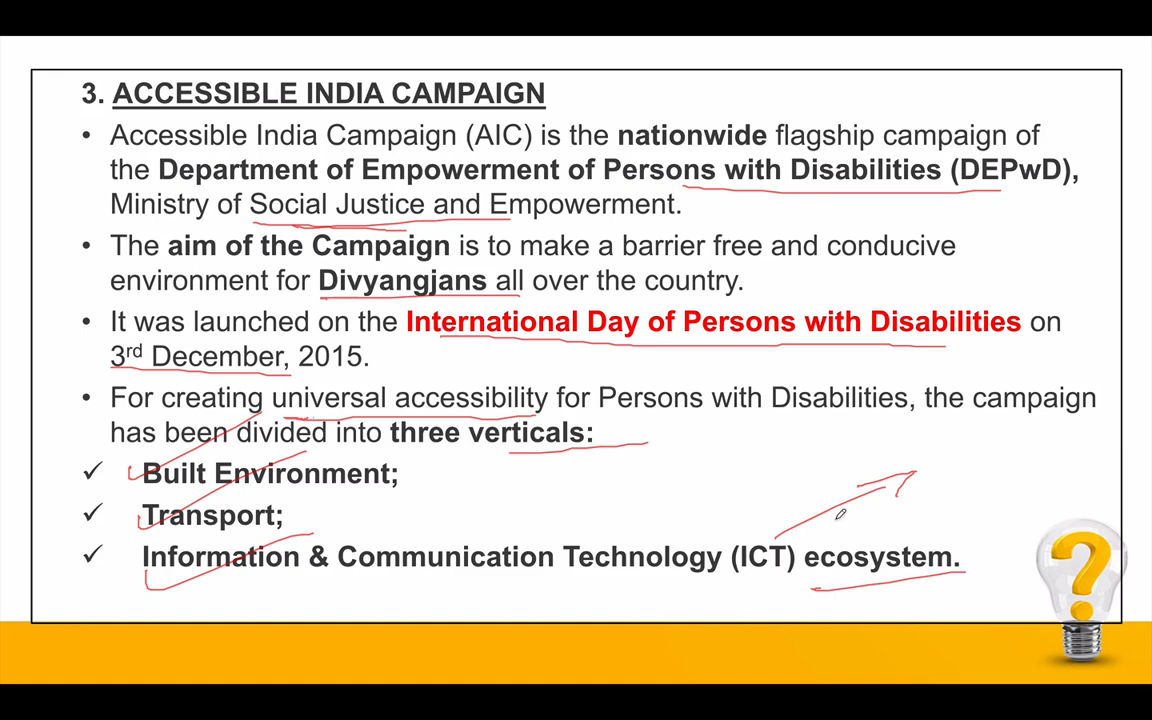 3. ACCESSIBLE INDIA CAMPAIGN
• Accessible India Campaign (AIC) is the nationwide flagship campaign of
the Department of Empowerment of Persons with Disabilities (DEPwD),
Ministry of Social Justice and Empowerment.
• The aim of the Campaign is to make a barrier free and conducive
environment for Divyangjans all over the country.
• It was launched on the International Day of Persons with Disabilities on
3rd December, 2015.
• For creating universal accessibility for Persons with Disabilities, the campaign
has been divided into three verticals:
✓ Built Environment;
✓ Transport;
✓ Information & Communication Technology (ICT) ecosystem.